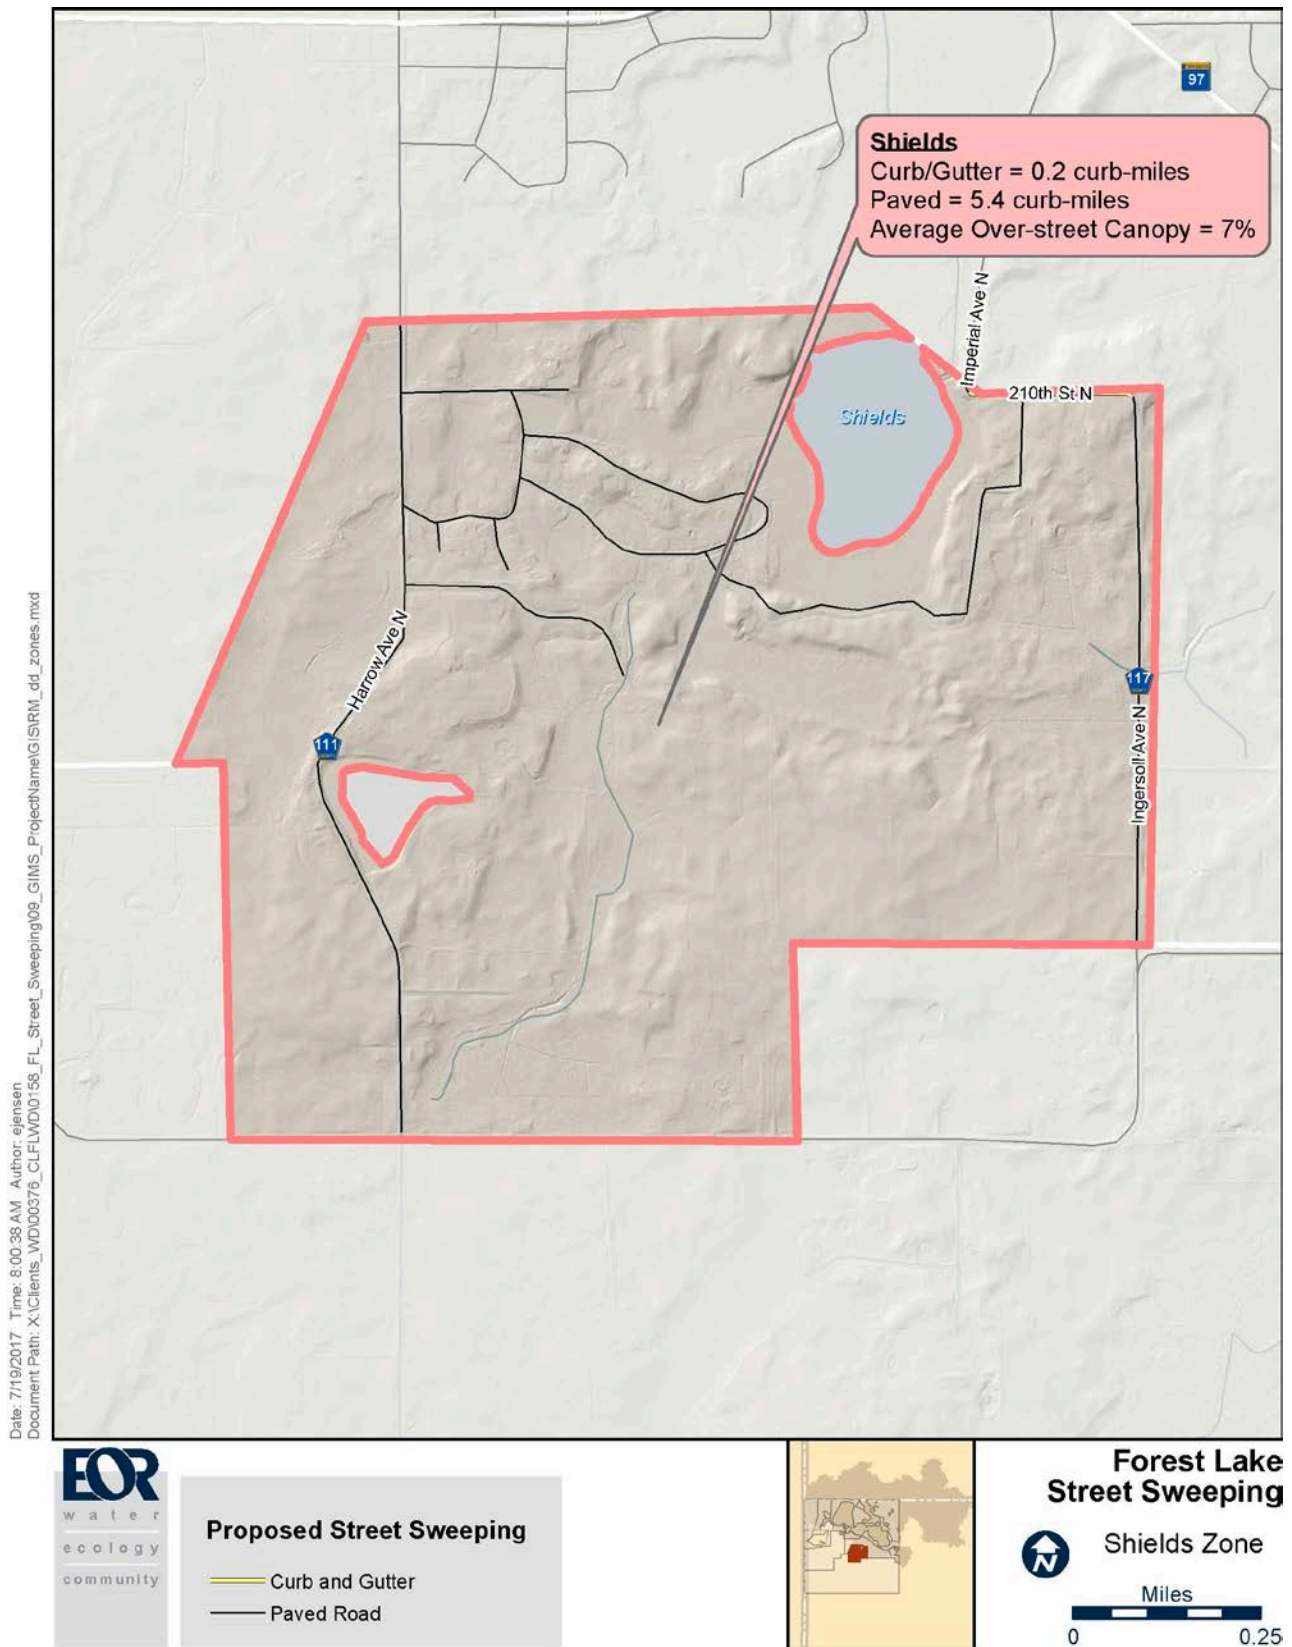 97
Shields
Curb/Gutter = 0.2 curb-miles
Paved = 5.4 curb-miles
Average Over-street Canopy = 7%
Imperial Ave N
210th St N
Shields
Harrow Ave N
111
117
Ingersoll Ave N
Date: 7/19/2017 Time: 8:00:38 AM Author: ejensen
Document Path: X:\Clients_WD\00376_CLFLWD\0158_FL_Street_Sweeping\09_GIMS_ProjectName\GIS\RM_dd_zones.mxd
EOR
water
ecology
community
Proposed Street Sweeping
Curb and Gutter
Paved Road
Forest Lake
Street Sweeping
N
Shields Zone
Miles
0 0.25